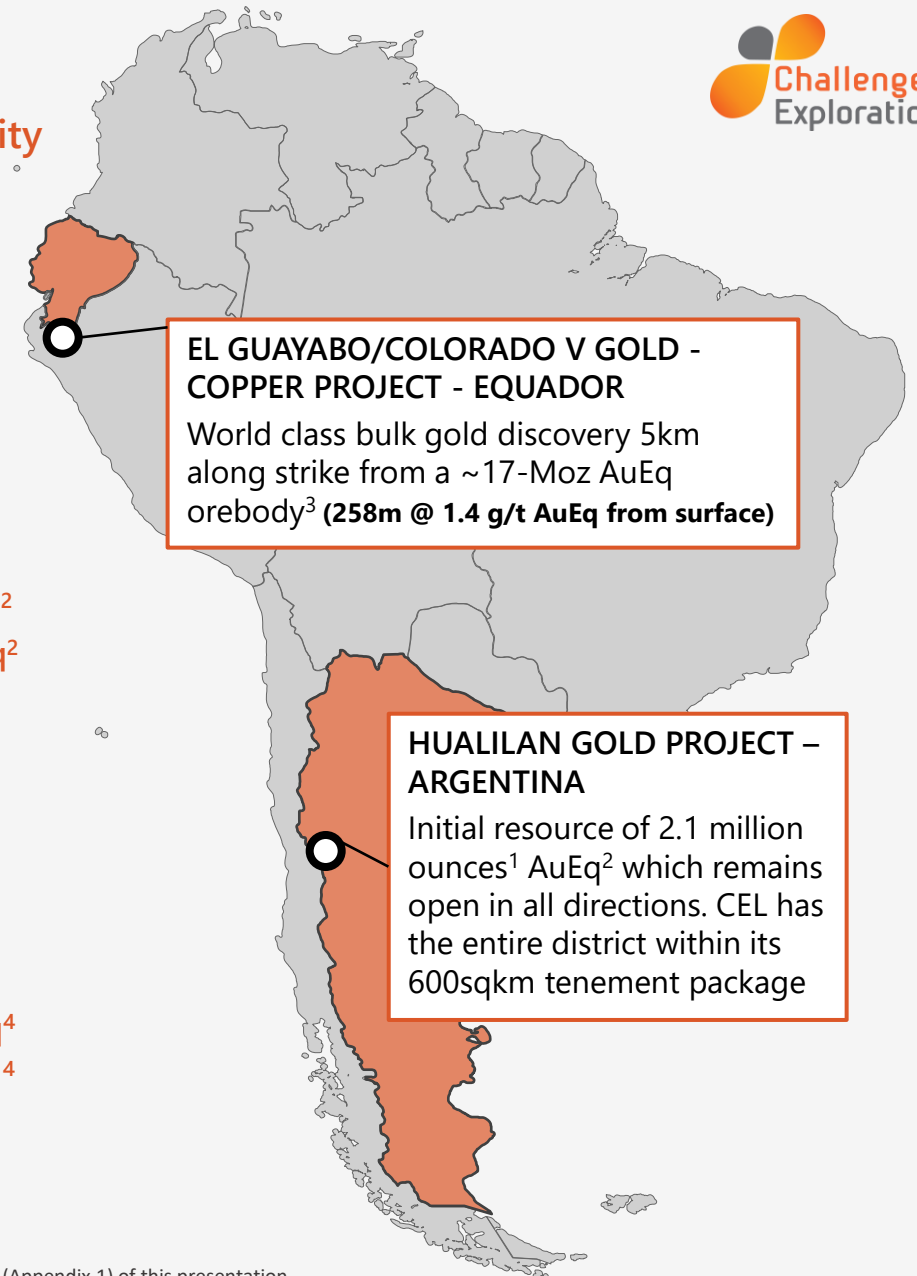 Challenge
Exploratio
ity
EL GUAYABO/COLORADO V GOLD -
COPPER PROJECT - EQUADOR
World class bulk gold discovery 5km
along strike from a ~17-Moz AuEq
orebody³ (258m @ 1.4 g/t AuEq from surface)
2
q²
HUALILAN GOLD PROJECT –
ARGENTINA
Initial resource of 2.1 million
ounces¹ AuEq² which remains
open in all directions. CEL has
the entire district within its
600sqkm tenement package
q⁴
4
(Appendix 1) of this presentation